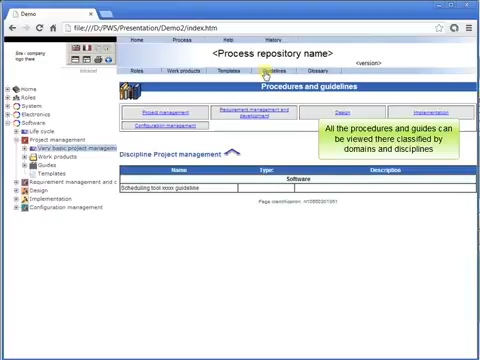 Demo
file:///D:/PWS/Presentation/Demo2/index.htm
Site / company
logo there
Intranet
Home Process Help History
<Process repository name>
<version>
Roles Work products Templates Guidelines Glossary
Procedures and guidelines
Project management
Requirement management and
development
Design
Implementation
Configuration management
All the procedures and guides can
be viewed there classified by
domains and disciplines
Home
Roles
System
Electronics
Software
Life cycle
Project management
Very basic project managem
Work products
Guides
Templates
Requirement management and d
Design
Implementation
Configuration management
Discipline Project management
Name Type: Description
Software
Scheduling tool xxxx guideline